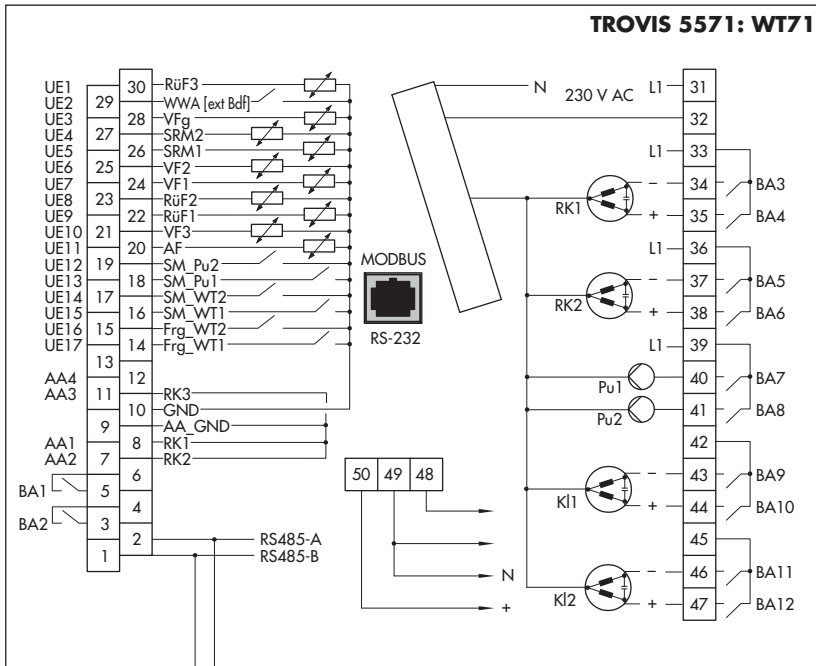 TROVIS 5571: WT71
UE1 30 RüF3
UE2 29 WWA [ext Bdf]
UE3 28 VFg
UE4 27 SRM2
UE5 26 SRM1
UE6 25 VF2
UE7 24 VF1
UE8 23 RüF2
UE9 22 RüF1
UE10 21 VF3
UE11 20 AF
UE12 19 SM_Pu2
UE13 18 SM_Pu1
UE14 17 SM_WT2
UE15 16 SM_WT1
UE16 15 Frg_WT2
UE17 14 Frg_WT1
13
AA4 12
AA3 11 RK3
10 GND
9 AA_GND
AA1 8 RK1
AA2 7 RK2
6
BA1 5
4
BA2 3
2 RS485-A
1 RS485-B
MODBUS
RS-232
50 49 48
N
+
N 230 V AC L1 31
32
L1 33
RK1 − 34 BA3
+ 35 BA4
L1 36
RK2 − 37 BA5
+ 38 BA6
L1 39
Pu1 40 BA7
Pu2 41 BA8
42
Kl1 − 43 BA9
+ 44 BA10
45
Kl2 − 46 BA11
+ 47 BA12